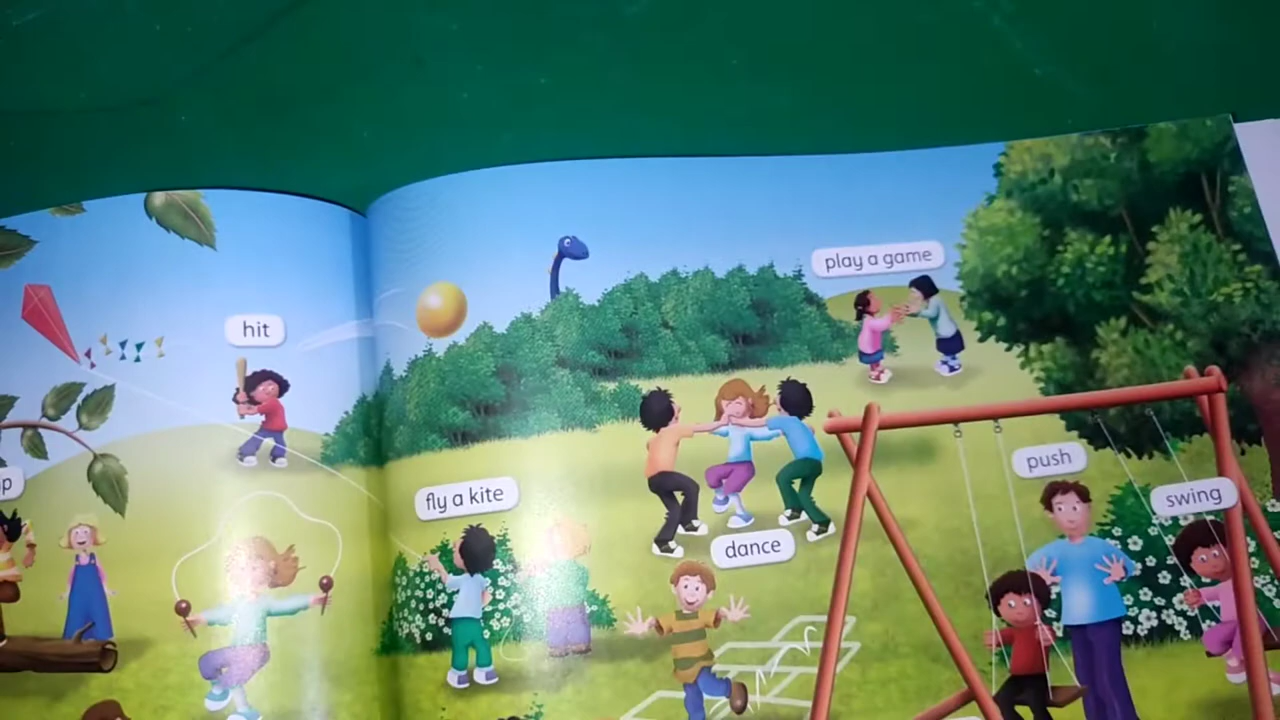 hit
play a game
push
swing
fly a kite
dance